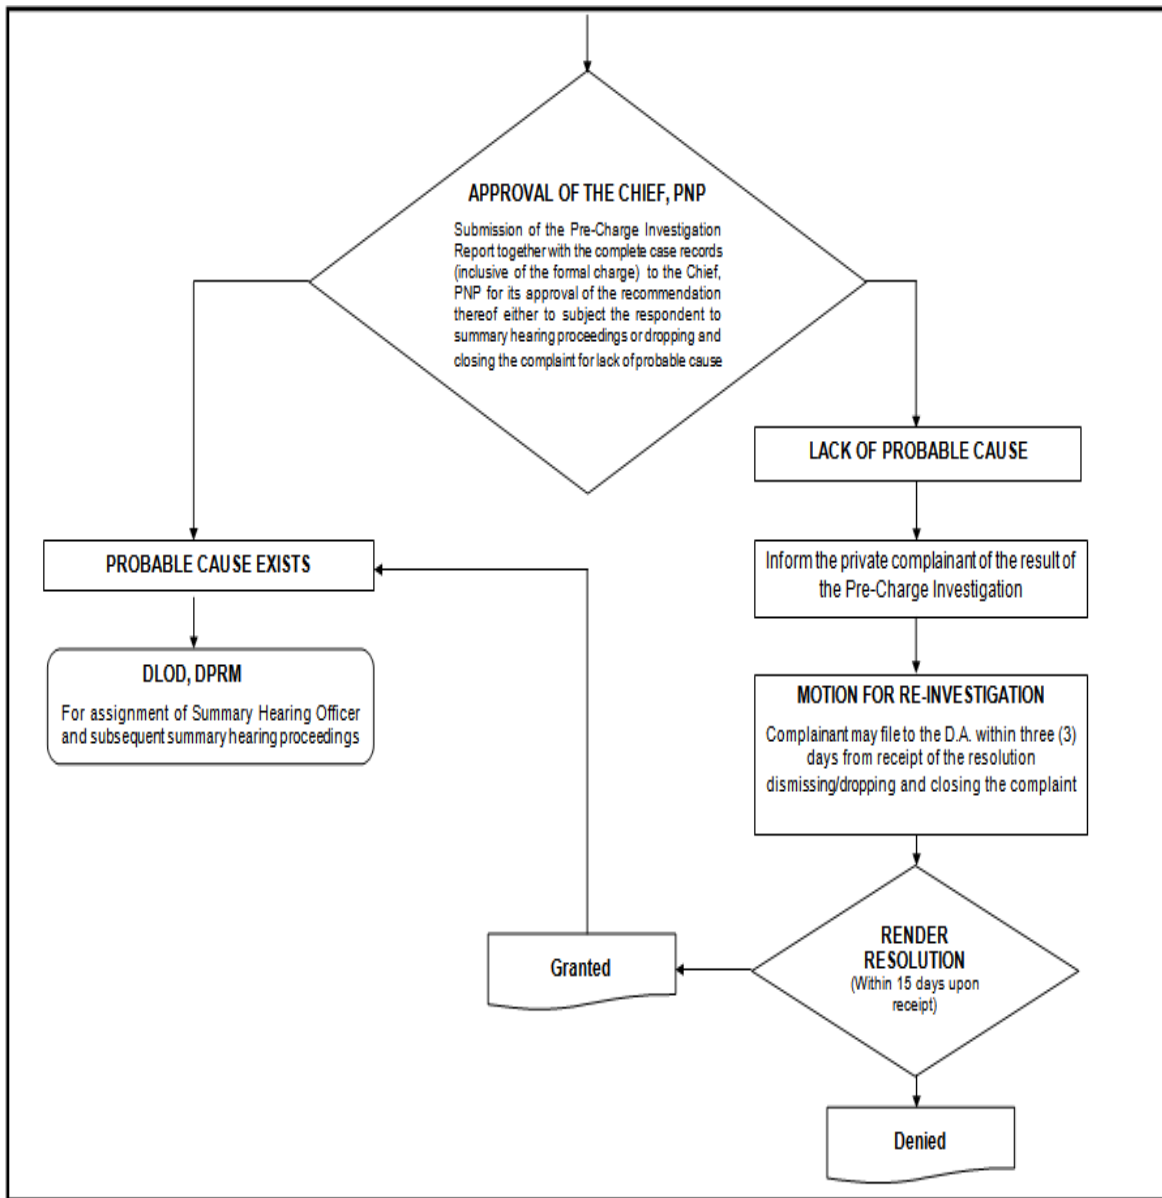 APPROVAL OF THE CHIEF, PNP
Submission of the Pre-Charge Investigation
Report together with the complete case records
(inclusive of the formal charge) to the Chief,
PNP for its approval of the recommendation
thereof either to subject the respondent to
summary hearing proceedings or dropping and
closing the complaint for lack of probable cause
LACK OF PROBABLE CAUSE
PROBABLE CAUSE EXISTS
Inform the private complainant of the result of
the Pre-Charge Investigation
DLOD, DPRM
For assignment of Summary Hearing Officer
and subsequent summary hearing proceedings
MOTION FOR RE-INVESTIGATION
Complainant may file to the D.A. within three (3)
days from receipt of the resolution
dismissing/dropping and closing the complaint
RENDER
RESOLUTION
(Within 15 days upon
receipt)
Granted
Denied